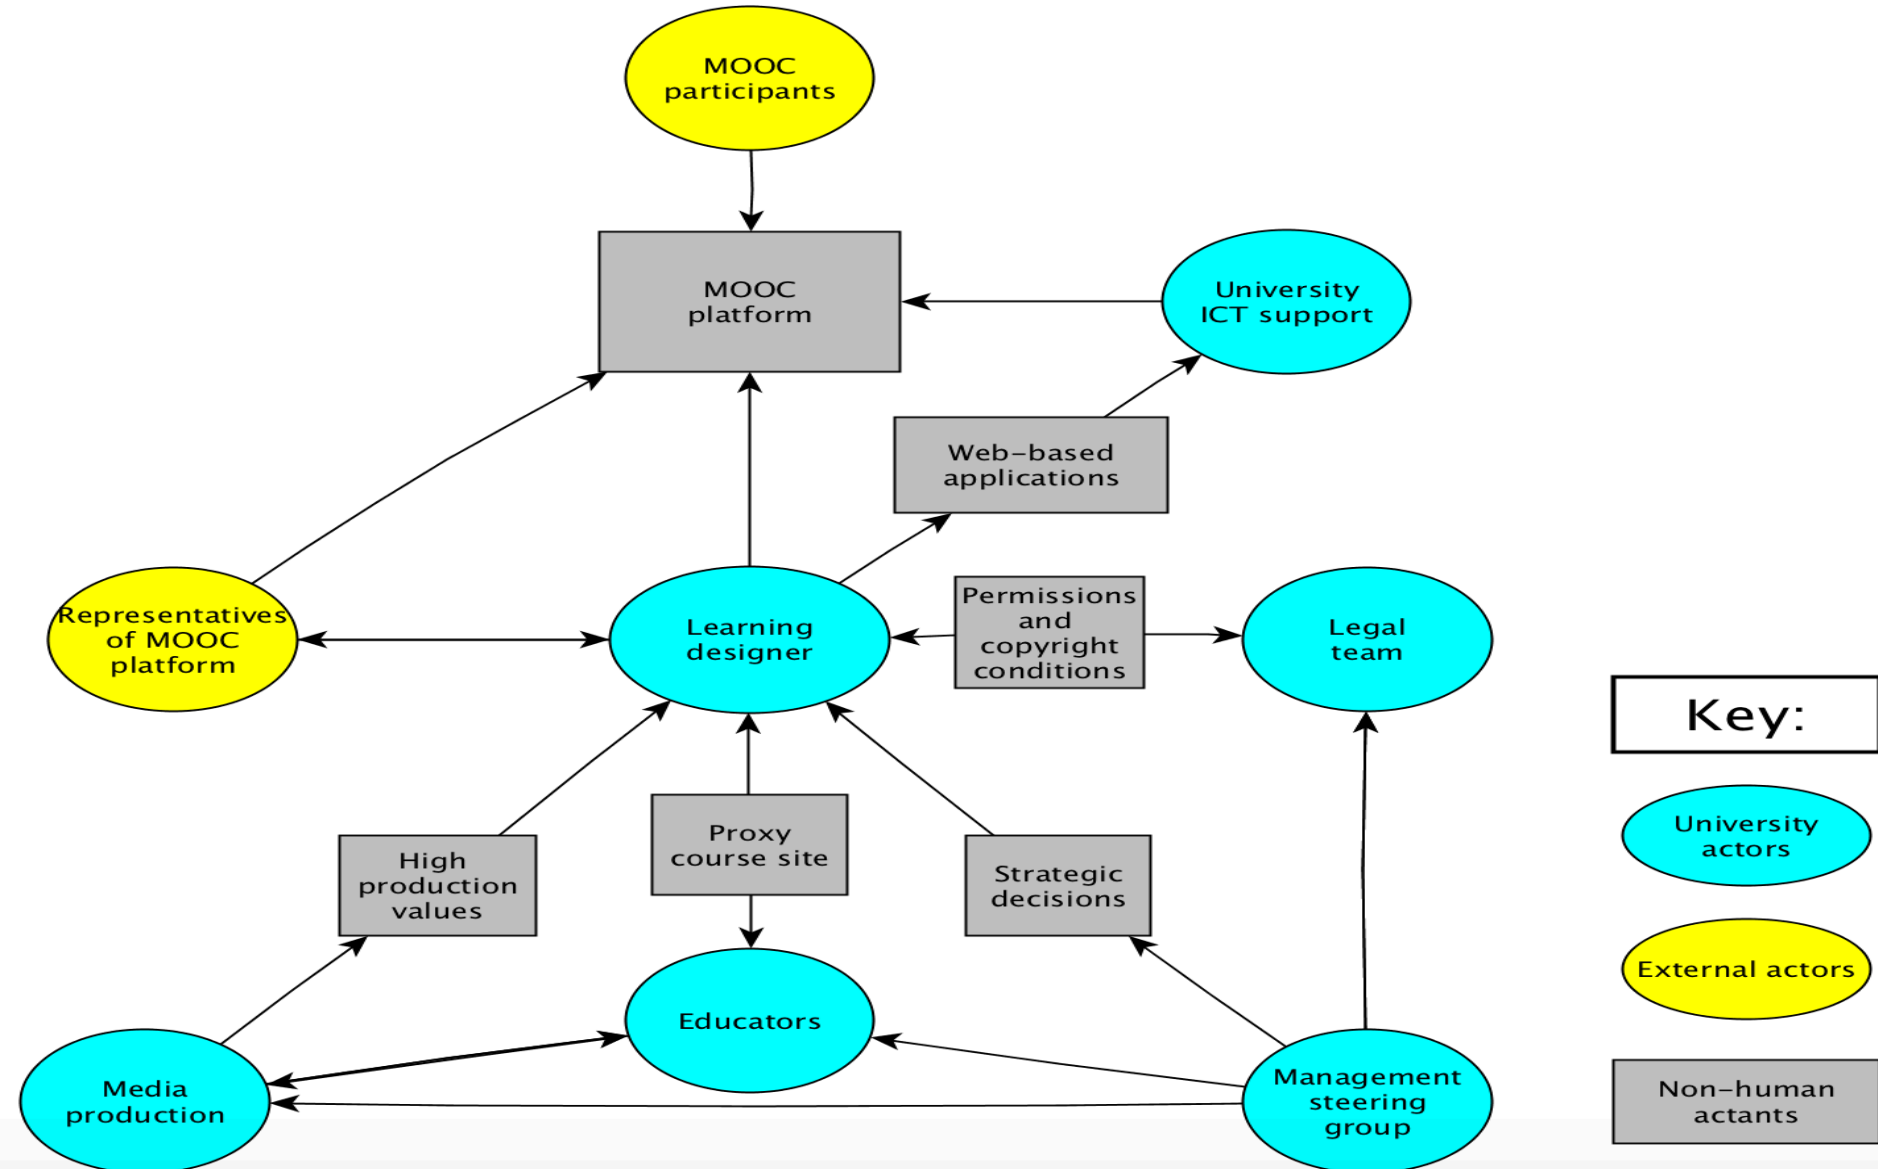 MOOC
participants
MOOC
platform
University
ICT support
Web-based
applications
Representatives
of MOOC
platform
Learning
designer
Permissions
and
copyright
conditions
Legal
team
Key:
High
production
values
Proxy
course site
Strategic
decisions
University
actors
External actors
Educators
Media
production
Management
steering
group
Non-human
actants